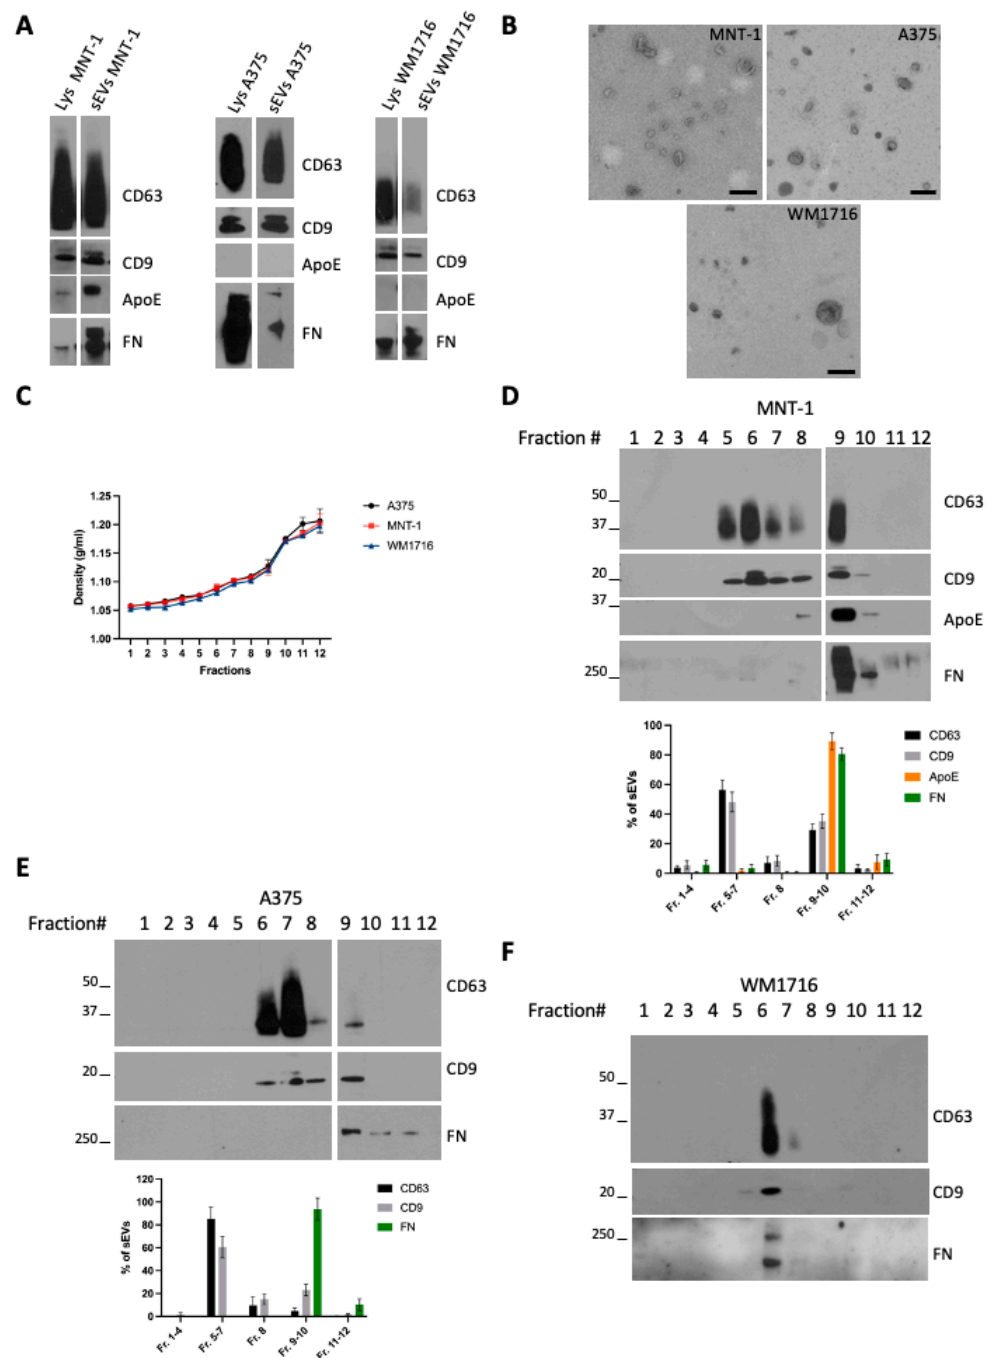 A
Lys MNT-1
sEVs MNT-1
Lys A375
sEVs A375
Lys WM1716
sEVs WM1716
CD63
CD9
ApoE
FN
CD63
CD9
ApoE
FN
CD63
CD9
ApoE
FN
B
MNT-1
A375
WM1716
C
1.25
1.20
1.15
1.10
1.05
1.00
Density (g/ml)
1 2 3 4 5 6 7 8 9 10 11 12
Fractions
A375
MNT-1
WM1716
D
MNT-1
Fraction # 1 2 3 4 5 6 7 8 9 10 11 12
50
37
CD63
20
CD9
37
ApoE
250
FN
100
80
60
40
20
0
% of sEVs
Fr. 1-4
Fr. 5-7
Fr. 8
Fr. 9-10
Fr. 11-12
CD63
CD9
ApoE
FN
E
A375
Fraction# 1 2 3 4 5 6 7 8 9 10 11 12
50
37
CD63
20
CD9
250
FN
120
100
80
60
40
20
0
% of sEVs
Fr. 1-4
Fr. 5-7
Fr. 8
Fr. 9-10
Fr. 11-12
CD63
CD9
FN
F
WM1716
Fraction# 1 2 3 4 5 6 7 8 9 10 11 12
50
37
CD63
20
CD9
250
FN